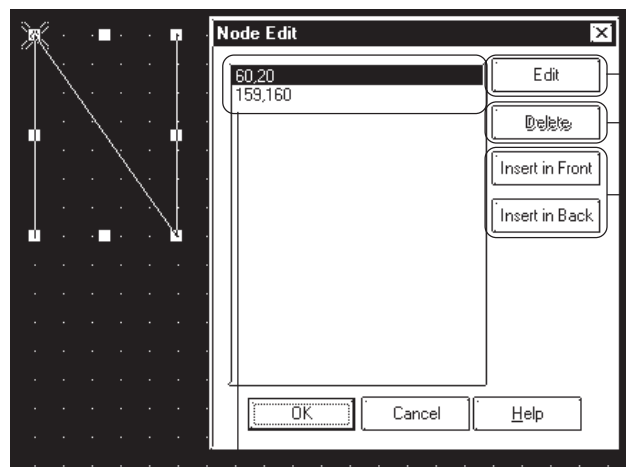 Node Edit
60,20
159,160
Edit
Delete
Insert in Front
Insert in Back
OK
Cancel
Help